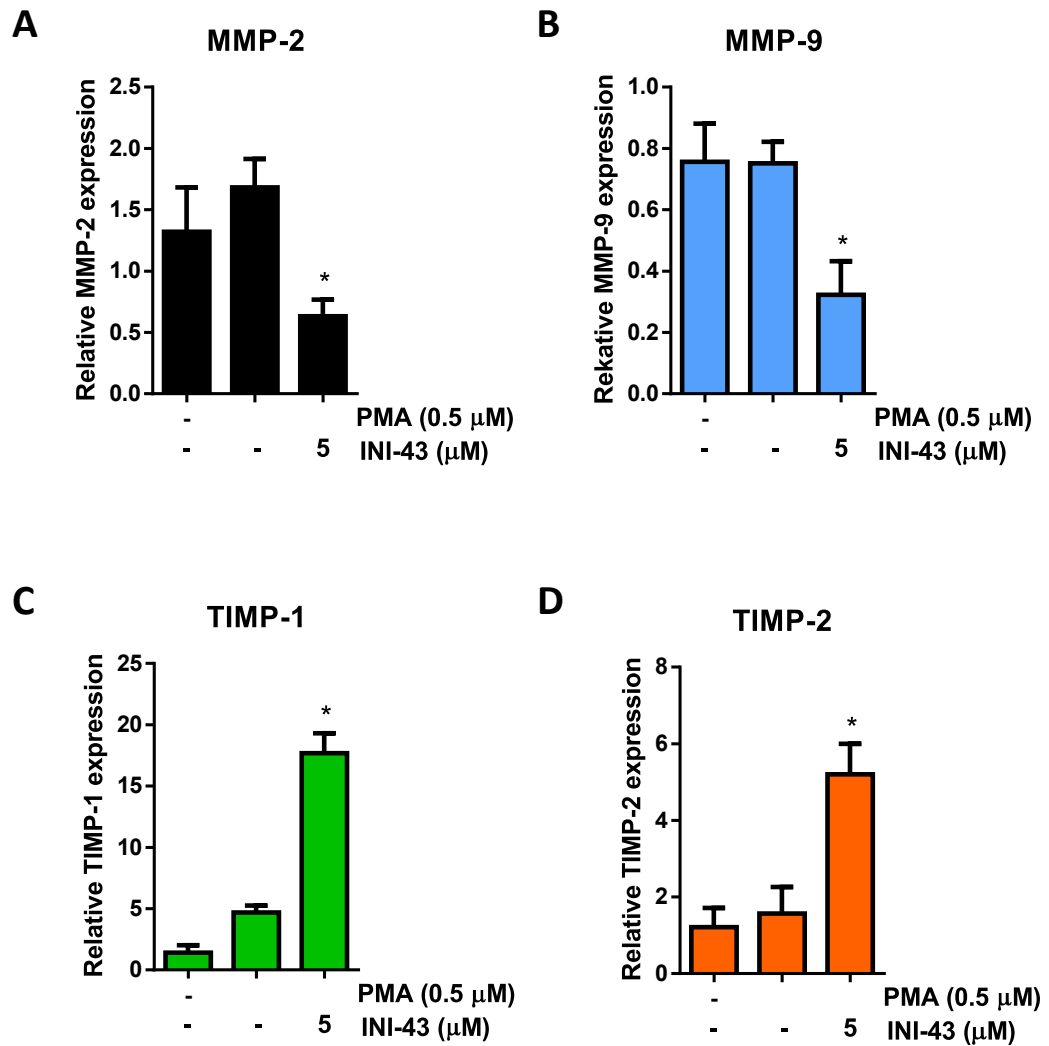 A
MMP-2
Relative MMP-2 expression
2.5
2.0
1.5
1.0
0.5
0.0
*
- PMA (0.5 μM)
- - 5 INI-43 (μM)
B
MMP-9
Rekative MMP-9 expression
1.0
0.8
0.6
0.4
0.2
0.0
*
- PMA (0.5 μM)
- - 5 INI-43 (μM)
C
TIMP-1
Relative TIMP-1 expression
25
20
15
10
5
0
*
- PMA (0.5 μM)
- - 5 INI-43 (μM)
D
TIMP-2
Relative TIMP-2 expression
8
6
4
2
0
*
- PMA (0.5 μM)
- - 5 INI-43 (μM)